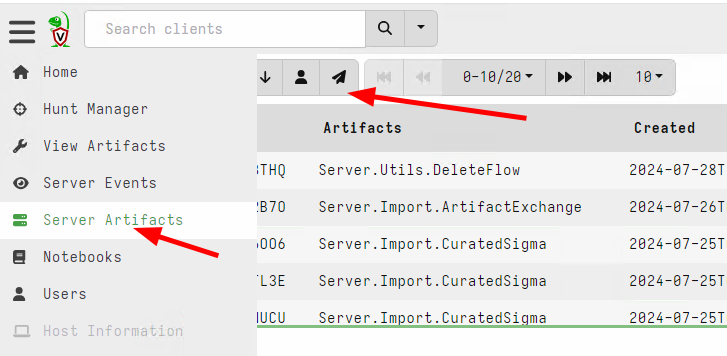 Search clients
Home
Hunt Manager
View Artifacts
Server Events
Server Artifacts
Notebooks
Users
Host Information
0-10/20
10
Artifacts Created
3THQ Server.Utils.DeleteFlow 2024-07-28T
2B7O Server.Import.ArtifactExchange 2024-07-26T
6OO6 Server.Import.CuratedSigma 2024-07-25T
TL3E Server.Import.CuratedSigma 2024-07-25T
Server.Import.CuratedSigma 2024-07-25T